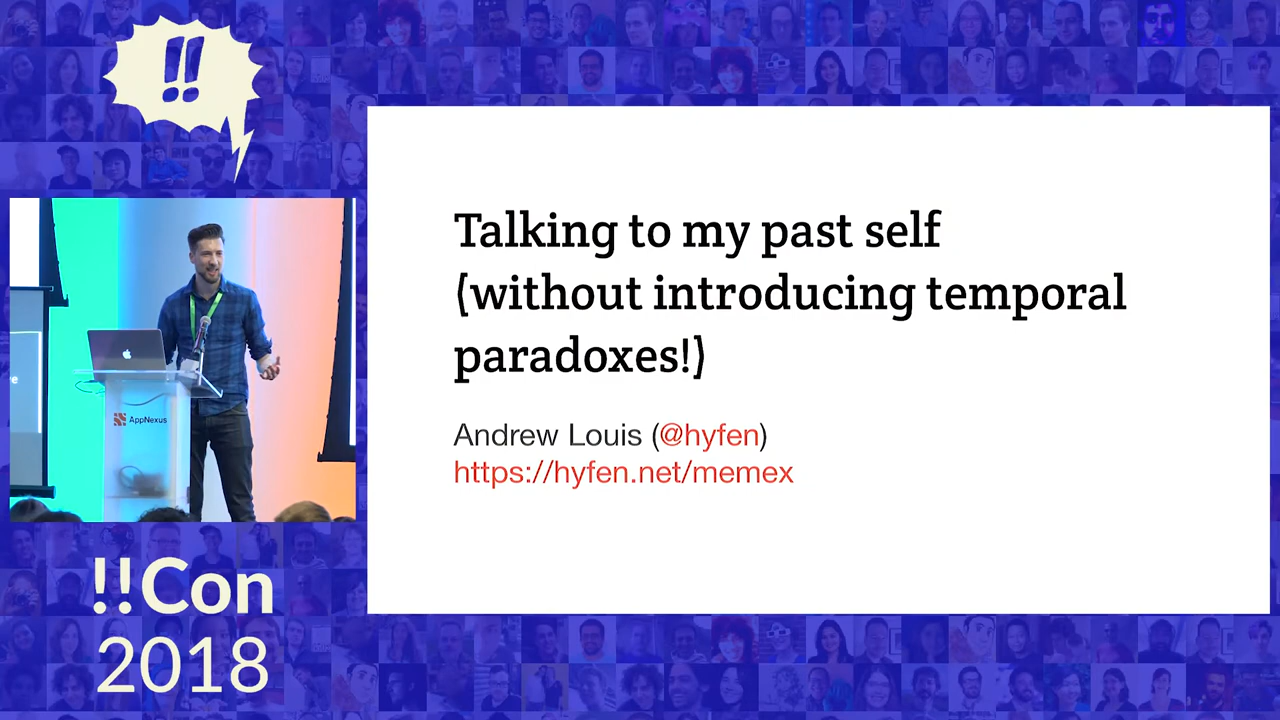 !!
Talking to my past self
(without introducing temporal
paradoxes!)
Andrew Louis (@hyfen)
https://hyfen.net/memex
AppNexus
!!Con
2018